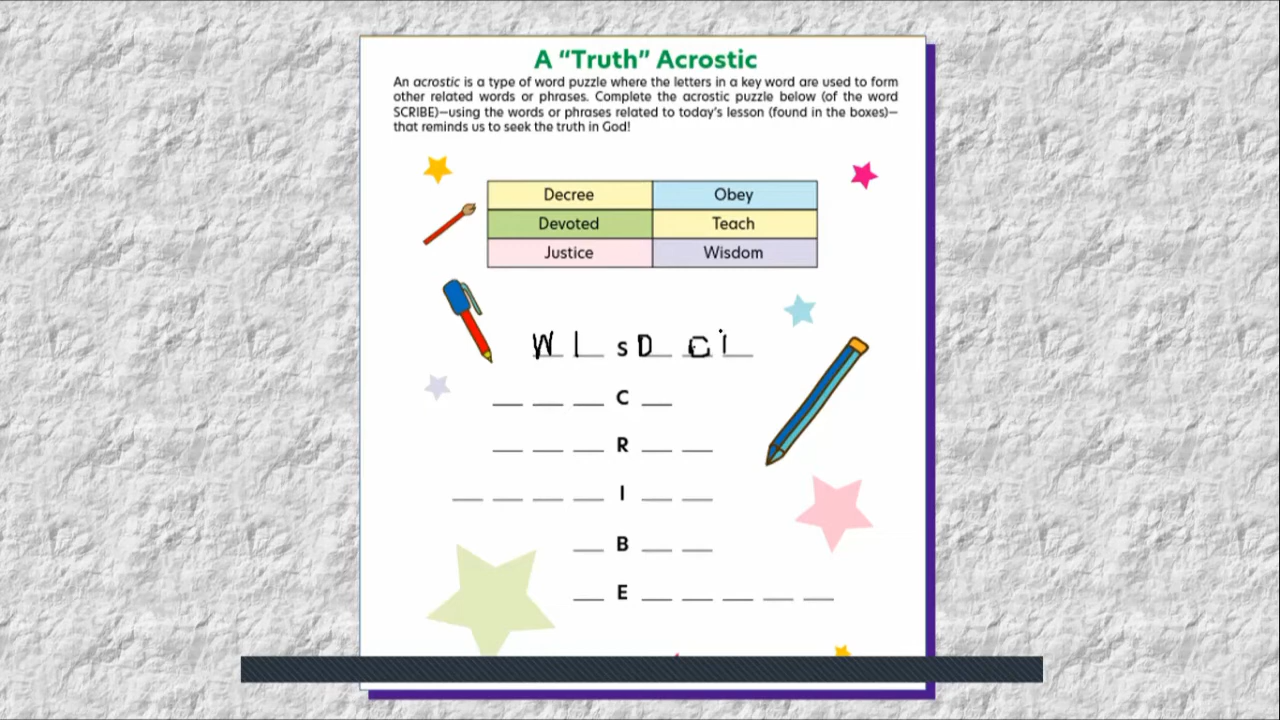 A “Truth” Acrostic
An acrostic is a type of word puzzle where the letters in a key word are used to form
other related words or phrases. Complete the acrostic puzzle below (of the word
SCRIBE)—using the words or phrases related to today’s lesson (found in the boxes)—
that reminds us to seek the truth in God!
Decree Obey
Devoted Teach
Justice Wisdom
W I S D
C
R
I
B
E